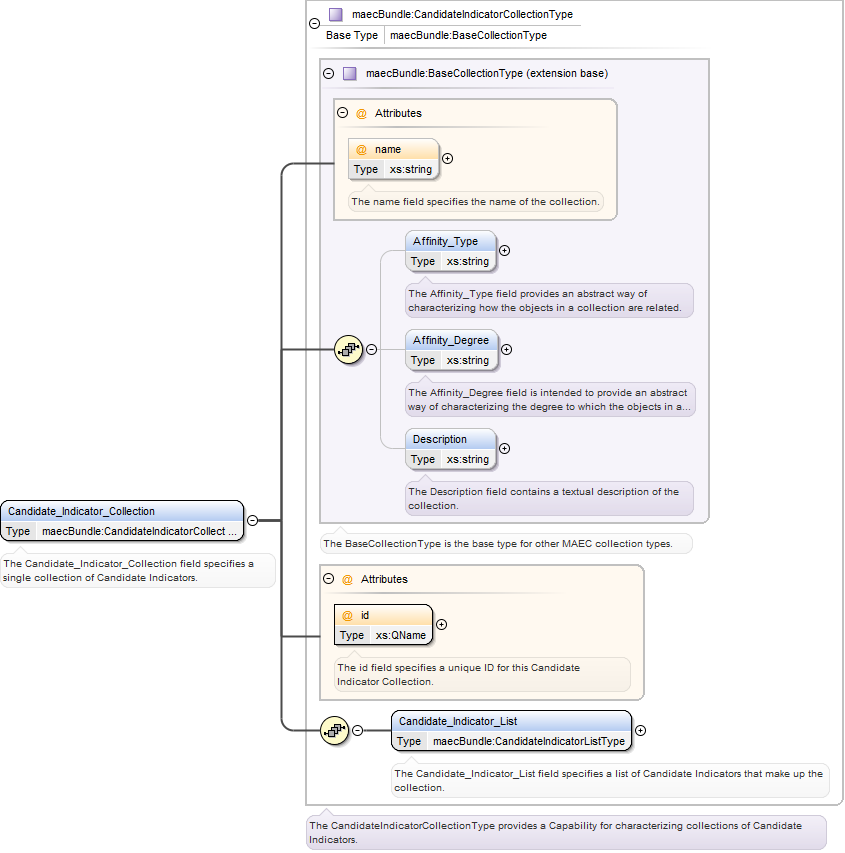 maecBundle:CandidateIndicatorCollectionType
Base Type maecBundle:BaseCollectionType
maecBundle:BaseCollectionType (extension base)
@ Attributes
@ name
Type xs:string
The name field specifies the name of the collection.
Affinity_Type
Type xs:string
The Affinity_Type field provides an abstract way of
characterizing how the objects in a collection are related.
Affinity_Degree
Type xs:string
The Affinity_Degree field is intended to provide an abstract
way of characterizing the degree to which the objects in a...
Description
Type xs:string
The Description field contains a textual description of the
collection.
Candidate_Indicator_Collection
Type maecBundle:CandidateIndicatorCollect ...
The Candidate_Indicator_Collection field specifies a
single collection of Candidate Indicators.
The BaseCollectionType is the base type for other MAEC collection types.
@ Attributes
@ id
Type xs:QName
The id field specifies a unique ID for this Candidate
Indicator Collection.
Candidate_Indicator_List
Type maecBundle:CandidateIndicatorListType
The Candidate_Indicator_List field specifies a list of Candidate Indicators that make up the
collection.
The CandidateIndicatorCollectionType provides a Capability for characterizing collections of Candidate
Indicators.